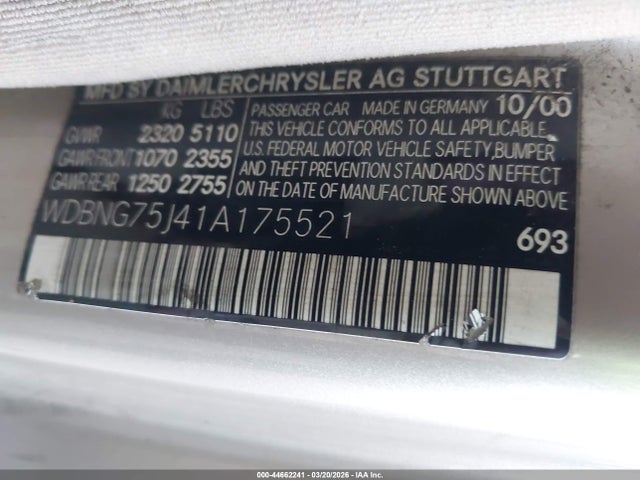 MFD BY DAIMLERCHRYSLER AG STUTTGART
KG LBS
GVWR 2320 5110
GAWR/FRONT 1070 2355
GAWR REAR 1250 2755
PASSENGER CAR MADE IN GERMANY 10/00
THIS VEHICLE CONFORMS TO ALL APPLICABLE
U.S. FEDERAL MOTOR VEHICLE SAFETY,BUMPER
AND THEFT PREVENTION STANDARDS IN EFFECT
ON THE DATE OF MANUFACTURE SHOWN ABOVE
WDBNG75J41A175521
693
000-44662241 - 03/20/2026 - IAA Inc.